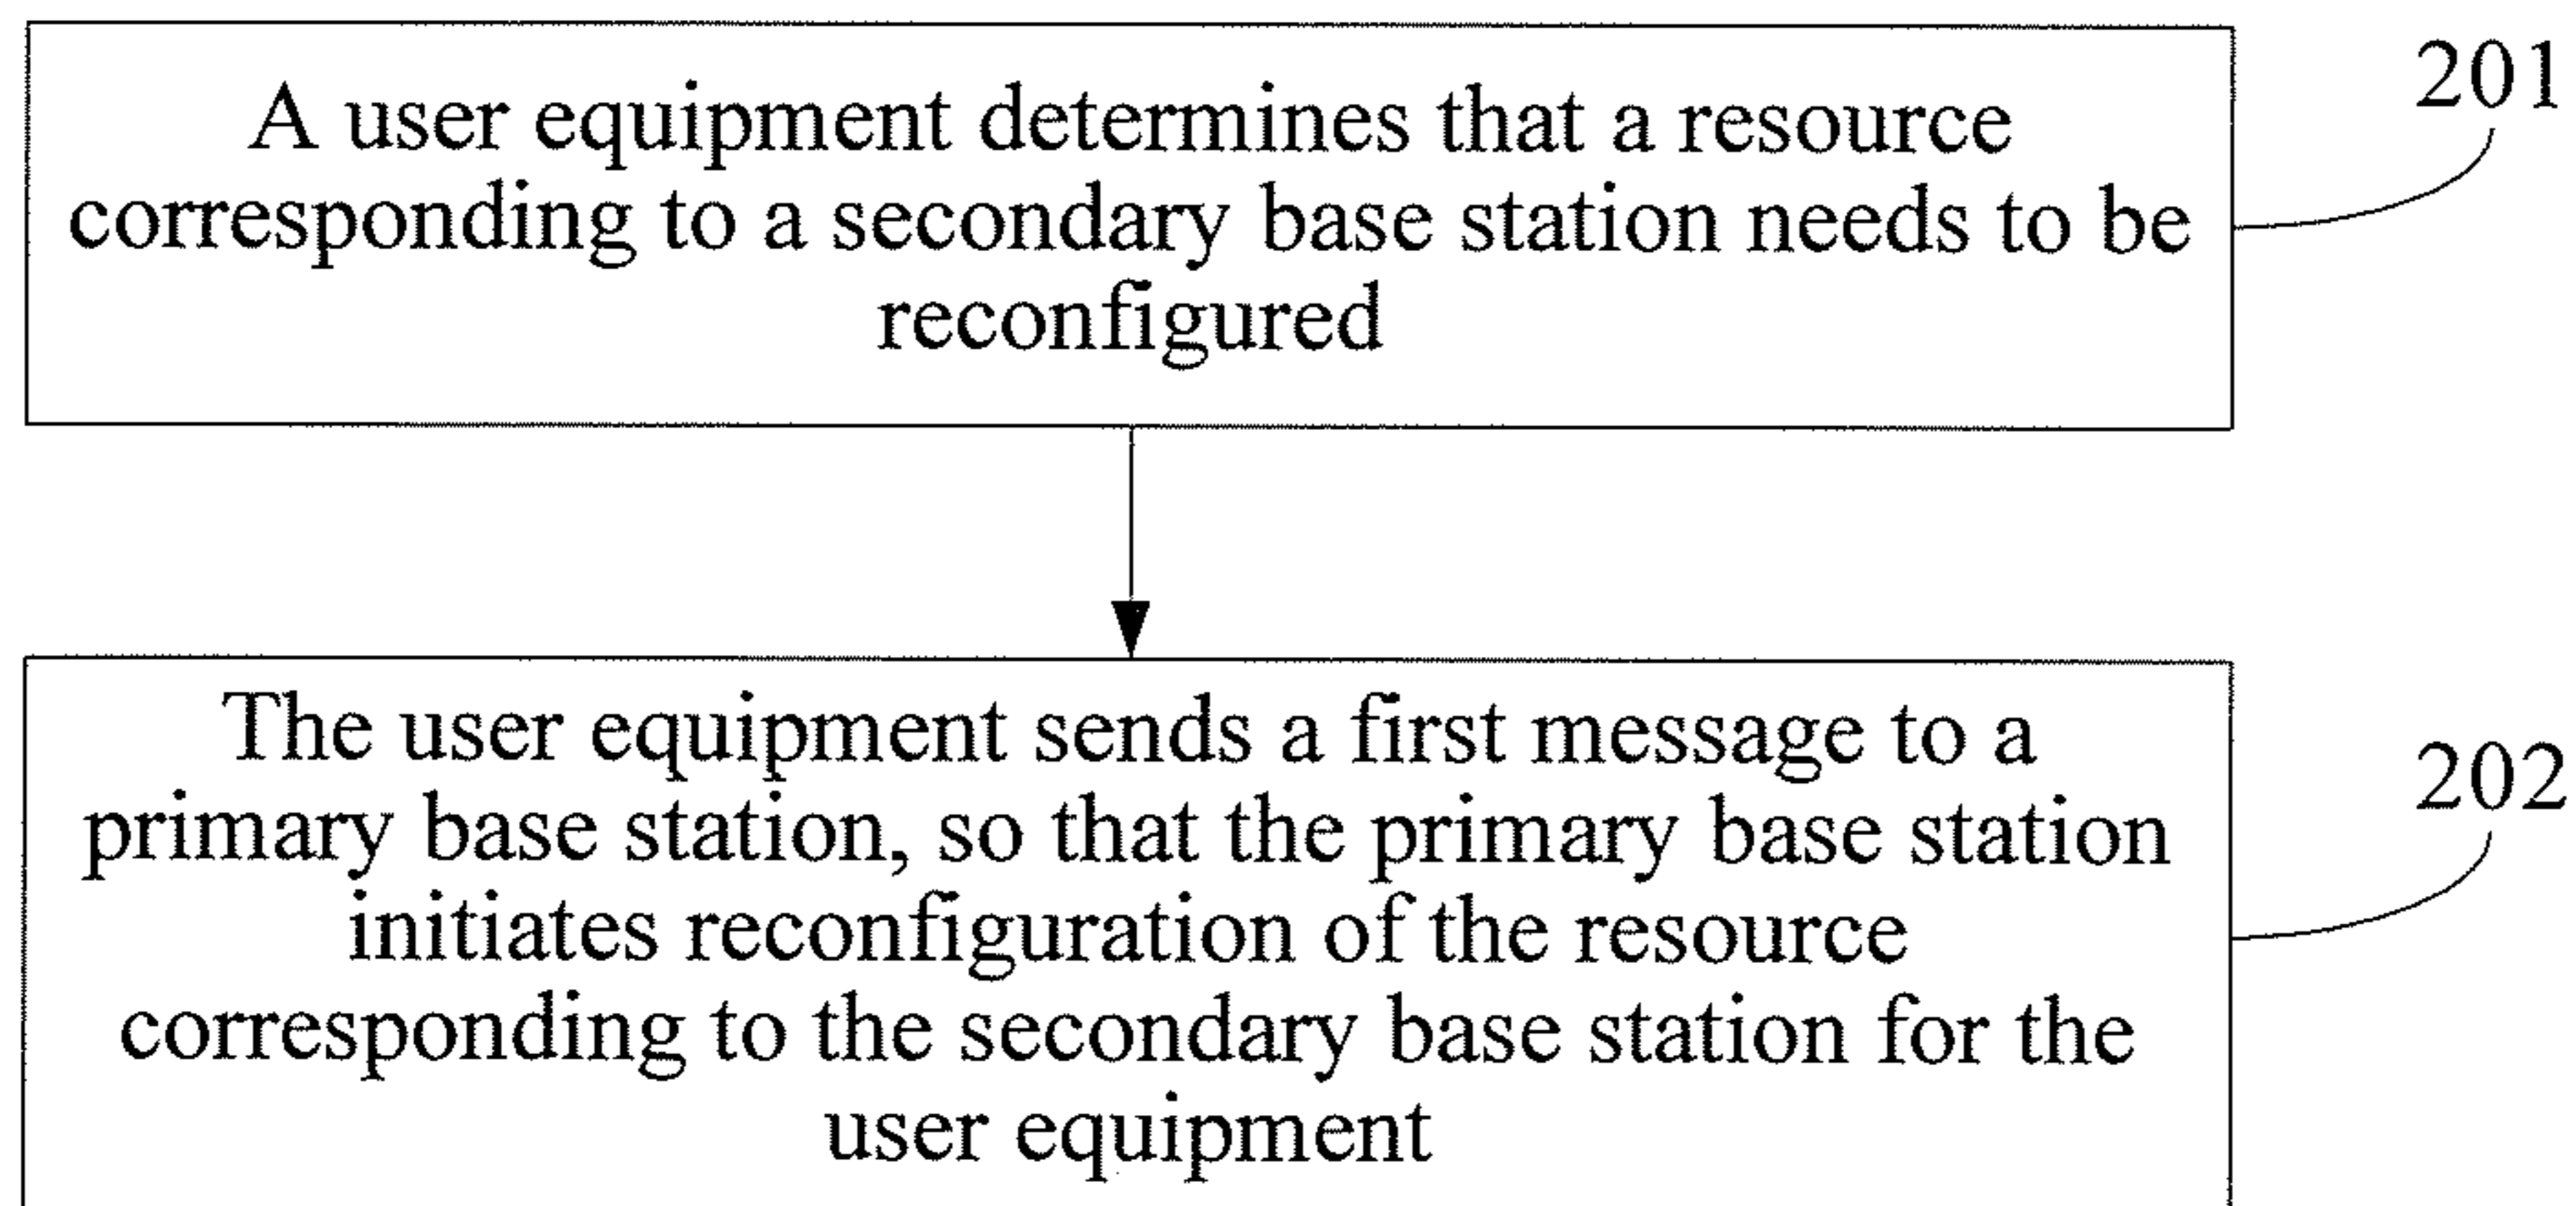 A user equipment determines that a resource
corresponding to a secondary base station needs to be
reconfigured
201
The user equipment sends a first message to a
primary base station, so that the primary base station
initiates reconfiguration of the resource
corresponding to the secondary base station for the
user equipment
202